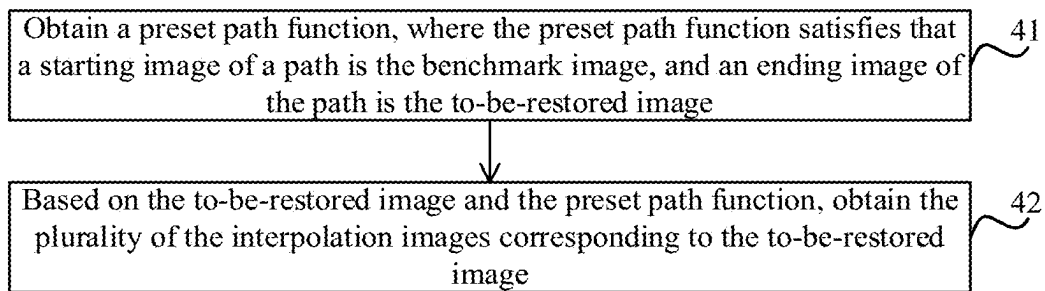 Obtain a preset path function, where the preset path function satisfies that
a starting image of a path is the benchmark image, and an ending image of
the path is the to-be-restored image
41
Based on the to-be-restored image and the preset path function, obtain the
plurality of the interpolation images corresponding to the to-be-restored
image
42